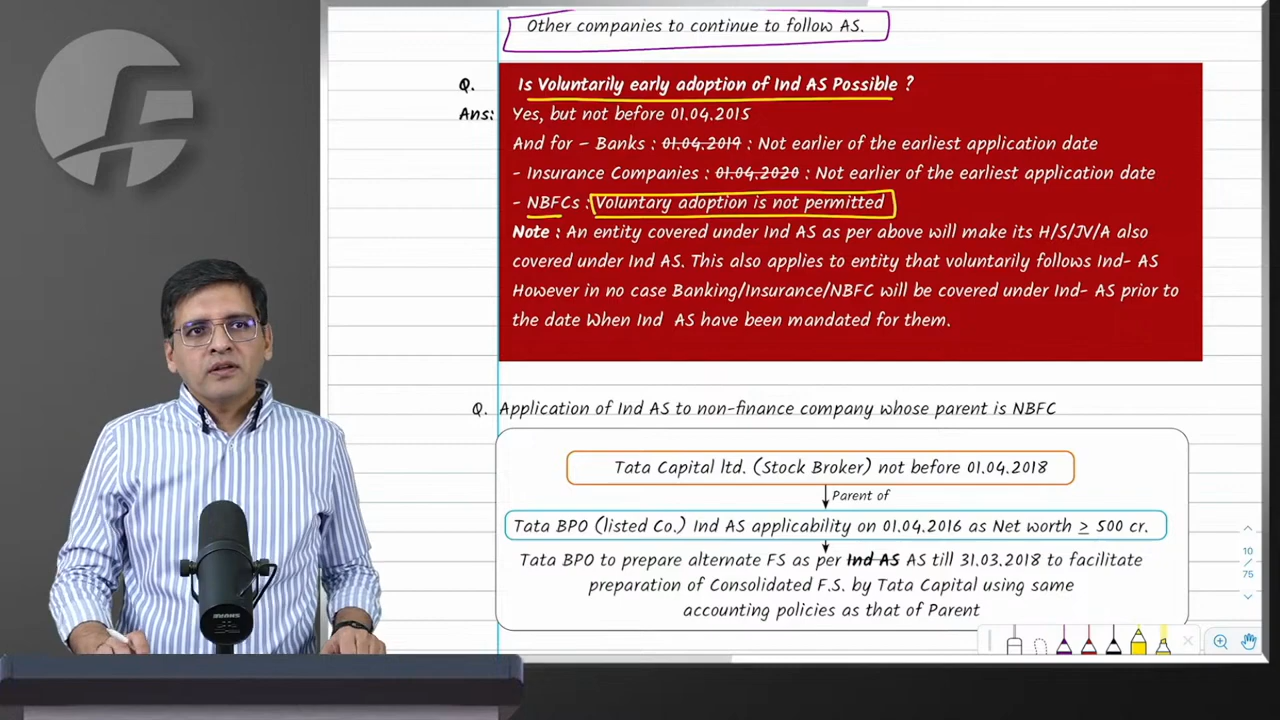 Other companies to continue to follow AS.
Q. Is Voluntarily early adoption of Ind AS Possible ?
Ans: Yes, but not before 01.04.2015
And for – Banks : 01.04.2019 : Not earlier of the earliest application date
- Insurance Companies : 01.04.2020 : Not earlier of the earliest application date
- NBFCs : Voluntary adoption is not permitted
Note : An entity covered under Ind AS as per above will make its H/S/JV/A also
covered under Ind AS. This also applies to entity that voluntarily follows Ind- AS
However in no case Banking/Insurance/NBFC will be covered under Ind- AS prior to
the date When Ind AS have been mandated for them.
Q. Application of Ind AS to non-finance company whose parent is NBFC
Tata Capital ltd. (Stock Broker) not before 01.04.2018
Parent of
Tata BPO (listed Co.) Ind AS applicability on 01.04.2016 as Net worth ≥ 500 cr.
Tata BPO to prepare alternate FS as per Ind AS AS till 31.03.2018 to facilitate
preparation of Consolidated F.S. by Tata Capital using same
accounting policies as that of Parent
10
/
75
SHURE